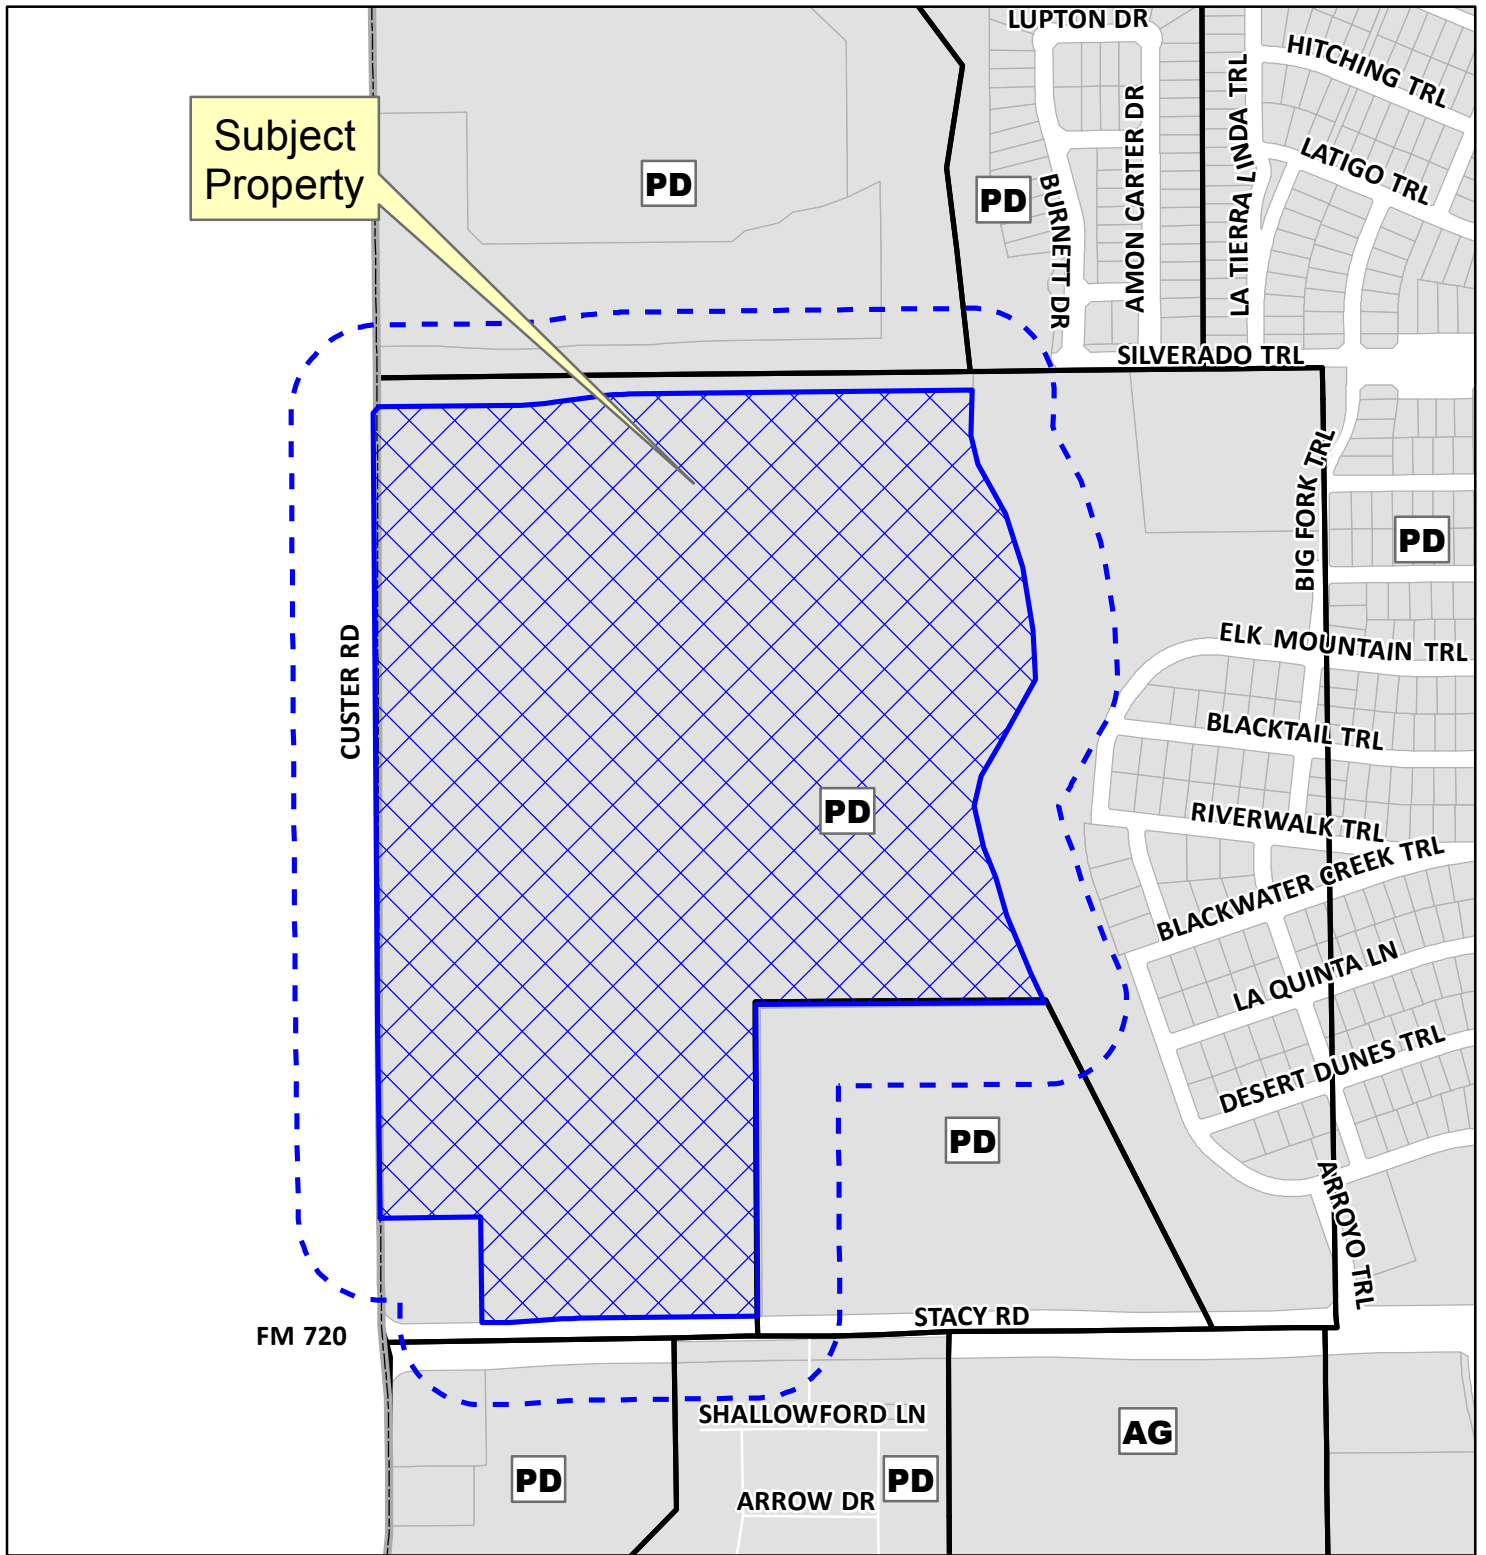 LUPTON DR
HITCHING TRL
LATIGO TRL
LA TIERRA LINDA TRL
AMON CARTER DR
BURNETT DR
Subject
Property
PD
PD
SILVERADO TRL
BIG FORK TRL
PD
ELK MOUNTAIN TRL
CUSTER RD
BLACKTAIL TRL
PD
RIVERWALK TRL
BLACKWATER CREEK TRL
LA QUINTA LN
DESERT DUNES TRL
PD
ARROYO TRL
STACY RD
FM 720
SHALLOWFORD LN
AG
PD
PD
ARROW DR